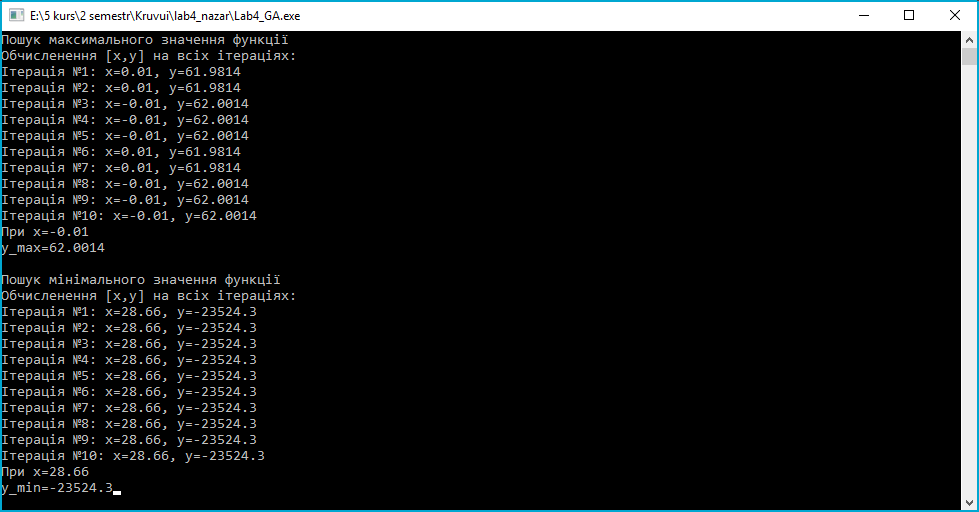 E:\5 kurs\2 semestr\Kruvui\lab4_nazar\Lab4_GA.exe
Пошук максимального значення функції
Обчисленення [x,y] на всіх ітераціях:
Ітерація №1: x=0.01, y=61.9814
Ітерація №2: x=0.01, y=61.9814
Ітерація №3: x=-0.01, y=62.0014
Ітерація №4: x=-0.01, y=62.0014
Ітерація №5: x=-0.01, y=62.0014
Ітерація №6: x=0.01, y=61.9814
Ітерація №7: x=0.01, y=61.9814
Ітерація №8: x=-0.01, y=62.0014
Ітерація №9: x=-0.01, y=62.0014
Ітерація №10: x=-0.01, y=62.0014
При x=-0.01
y_max=62.0014
Пошук мінімального значення функції
Обчисленення [x,y] на всіх ітераціях:
Ітерація №1: x=28.66, y=-23524.3
Ітерація №2: x=28.66, y=-23524.3
Ітерація №3: x=28.66, y=-23524.3
Ітерація №4: x=28.66, y=-23524.3
Ітерація №5: x=28.66, y=-23524.3
Ітерація №6: x=28.66, y=-23524.3
Ітерація №7: x=28.66, y=-23524.3
Ітерація №8: x=28.66, y=-23524.3
Ітерація №9: x=28.66, y=-23524.3
Ітерація №10: x=28.66, y=-23524.3
При x=28.66
y_min=-23524.3